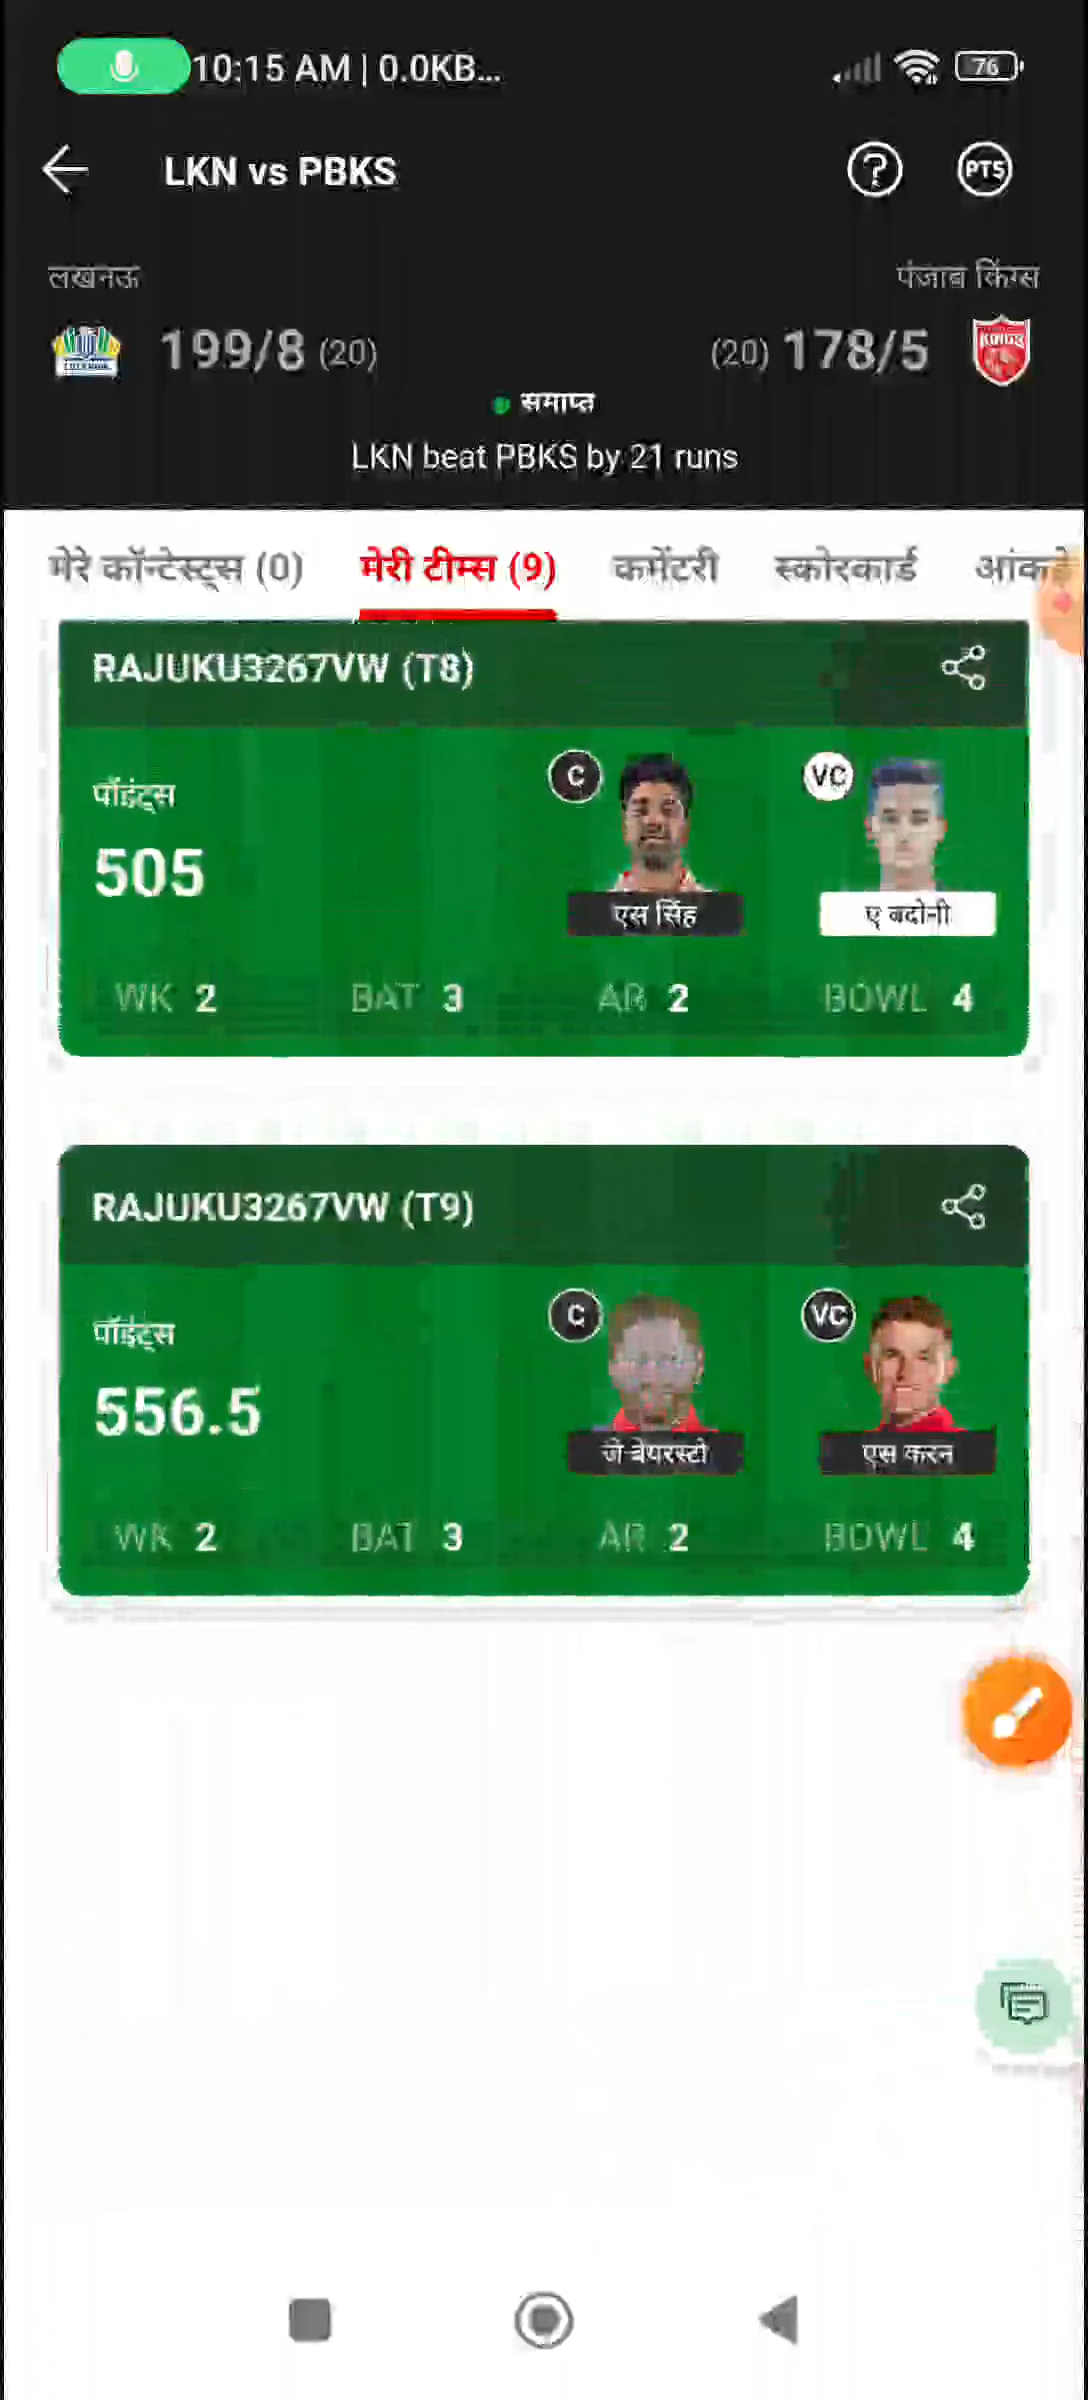 10:15 AM | 0.0KB...
76
LKN vs PBKS
?
PTS
लखनऊ
पंजाब किंग्स
199/8 (20)
(20) 178/5
KINGS
समाप्त
LKN beat PBKS by 21 runs
मेरे कॉन्टेस्ट्स (0) मेरी टीम्स (9) कमेंटरी स्कोरकार्ड आंकड़े
RAJUKU3267VW (T8)
पॉइंट्स
C
VC
505
एस सिंह
ए बदोनी
WK 2 BAT 3 AR 2 BOWL 4
RAJUKU3267VW (T9)
पॉइंट्स
C
VC
556.5
जे बेयरस्टो
एस करन
WK 2 BAT 3 AR 2 BOWL 4